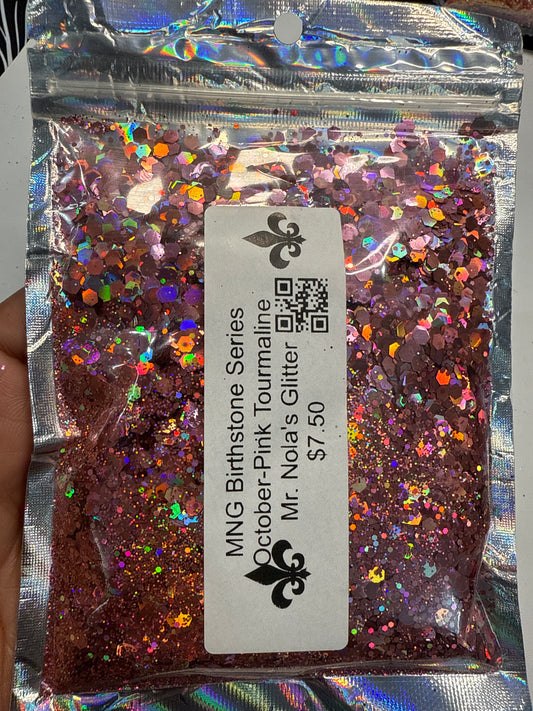 MNG Birthstone Series
October-Pink Tourmaline
Mr. Nola's Glitter
$7.50